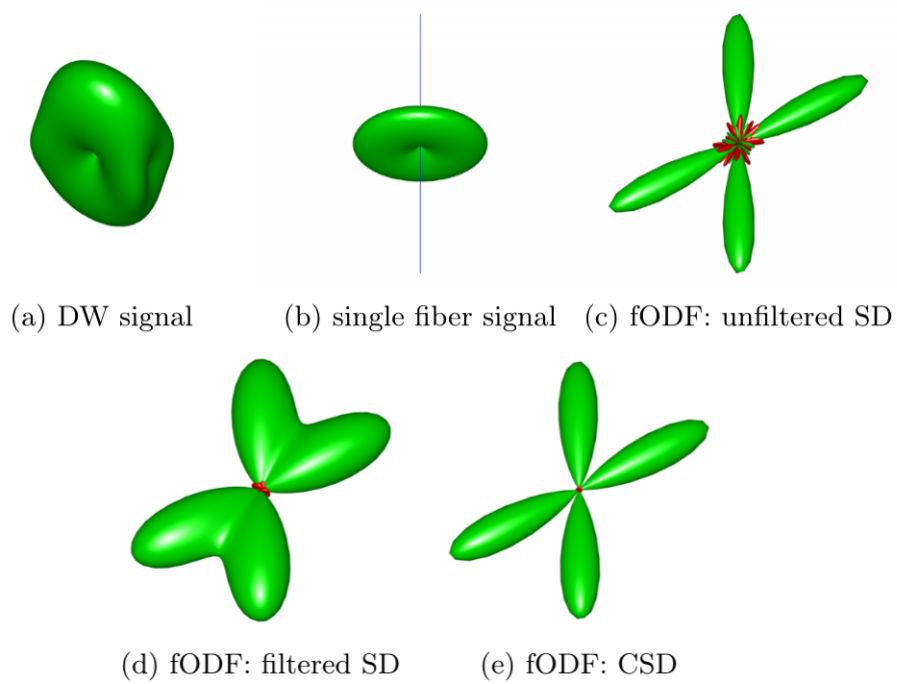 (a) DW signal
(b) single fiber signal
(c) fODF: unfiltered SD
(d) fODF: filtered SD
(e) fODF: CSD